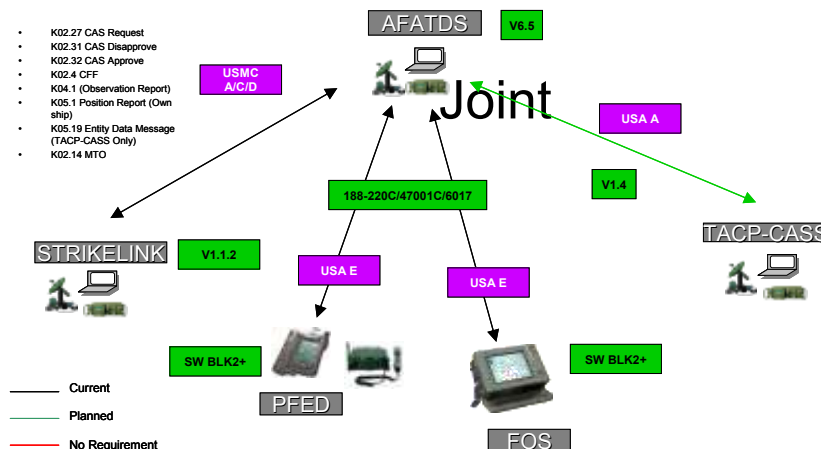 AFATDS
V6.5
• K02.27 CAS Request
• K02.31 CAS Disapprove
• K02.32 CAS Approve
• K02.4 CFF
• K04.1 (Observation Report)
• K05.1 Position Report (Own
ship)
• K05.19 Entity Data Message
(TACP-CASS Only)
• K02.14 MTO
USMC
A/C/D
Joint
USA A
188-220C/47001C/6017
V1.4
STRIKELINK
V1.1.2
TACP-CASS
USA E
USA E
SW BLK2+
SW BLK2+
PFED
FOS
Current
Planned
No Requirement